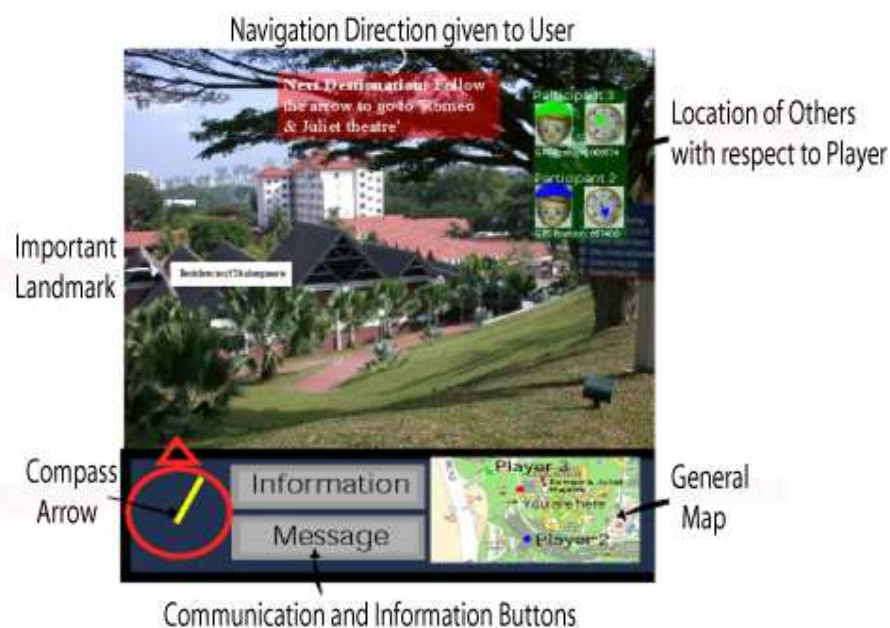 Navigation Direction given to User
Next Destination: Follow
the arrow to go to 'Romeo
& Juliet theatre'
Participant 3
Participant 2
Location of Others
with respect to Player
Important
Landmark
Compass
Arrow
Information
Message
Player 3
You are here
Player 2
General
Map
Communication and Information Buttons